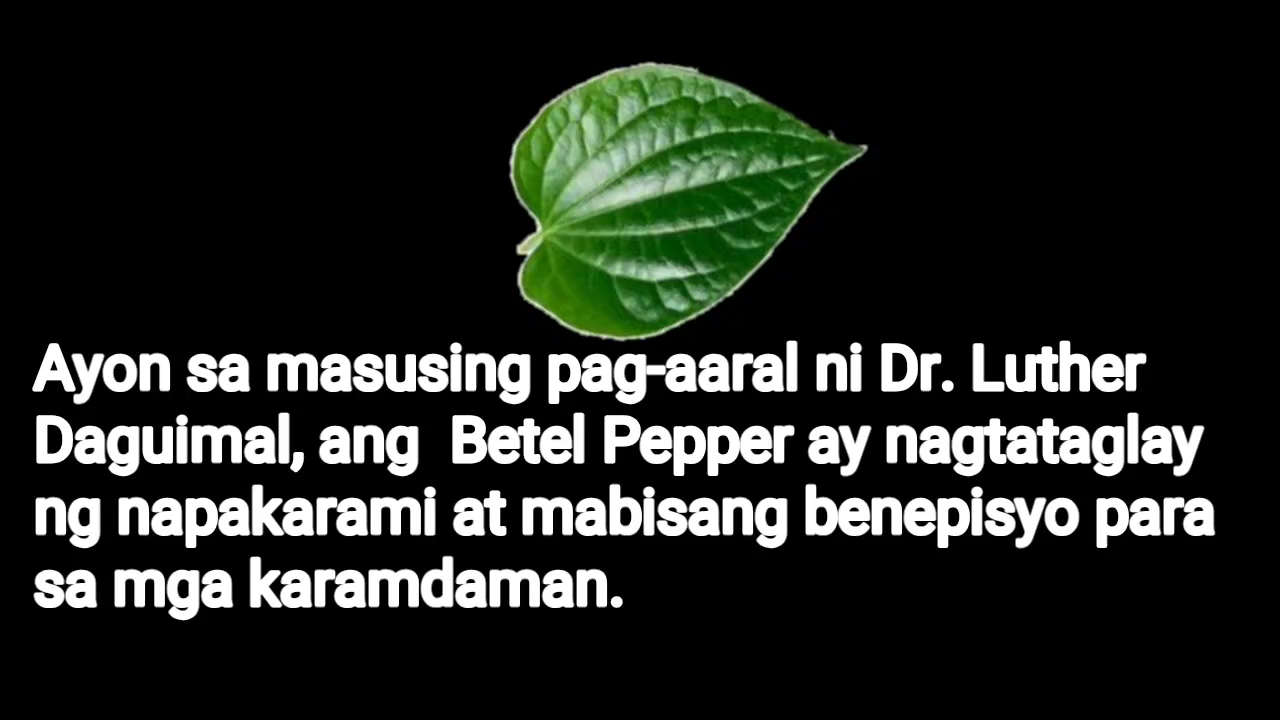 Ayon sa masusing pag-aaral ni Dr. Luther
Daguimal, ang  Betel Pepper ay nagtataglay
ng napakarami at mabisang benepisyo para
sa mga karamdaman.